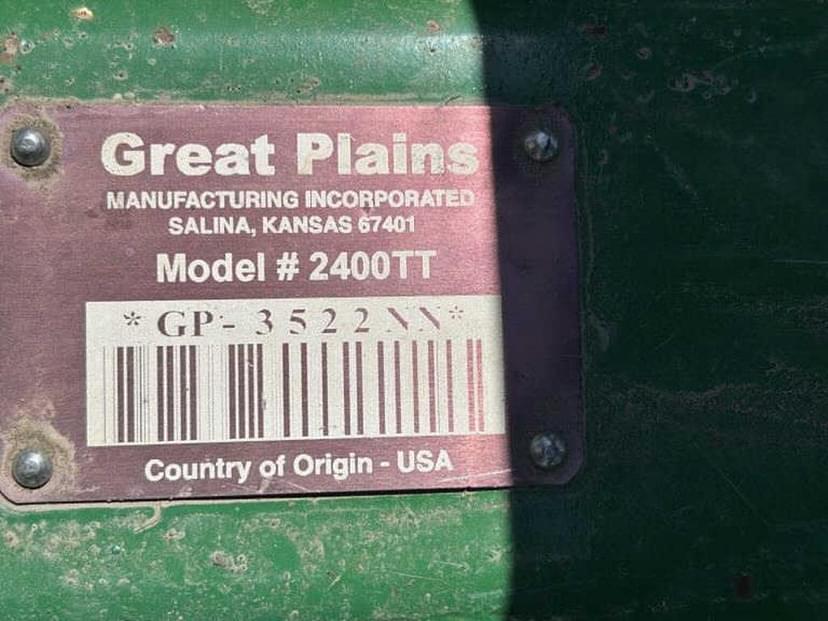 Great Plains
MANUFACTURING INCORPORATED
SALINA, KANSAS 67401
Model # 2400TT
*GP-3522NN*
Country of Origin - USA